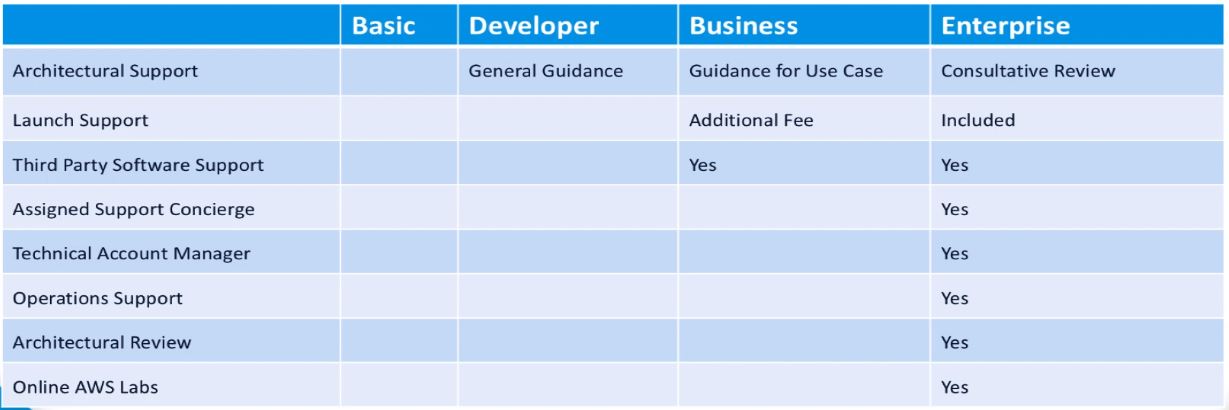 Basic Developer Business Enterprise
Architectural Support General Guidance Guidance for Use Case Consultative Review
Launch Support Additional Fee Included
Third Party Software Support Yes Yes
Assigned Support Concierge Yes
Technical Account Manager Yes
Operations Support Yes
Architectural Review Yes
Online AWS Labs Yes